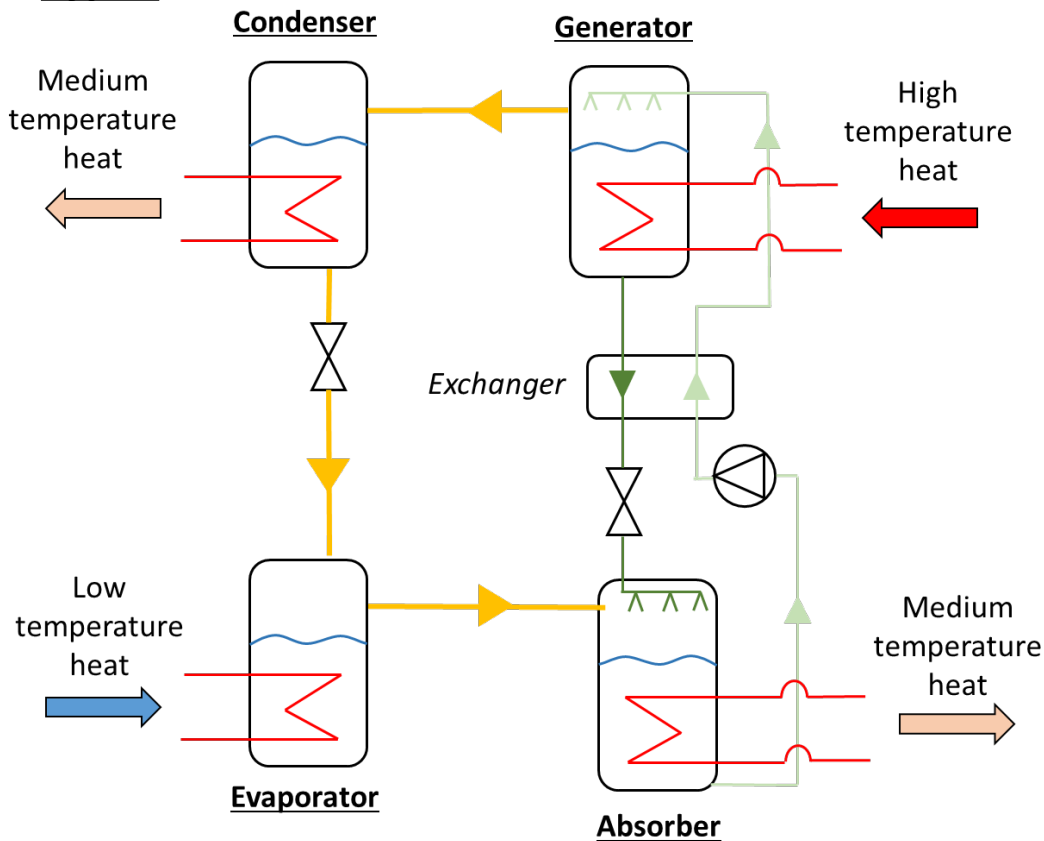 Condenser
Generator
Medium
temperature
heat
High
temperature
heat
Exchanger
Low
temperature
heat
Medium
temperature
heat
Evaporator
Absorber